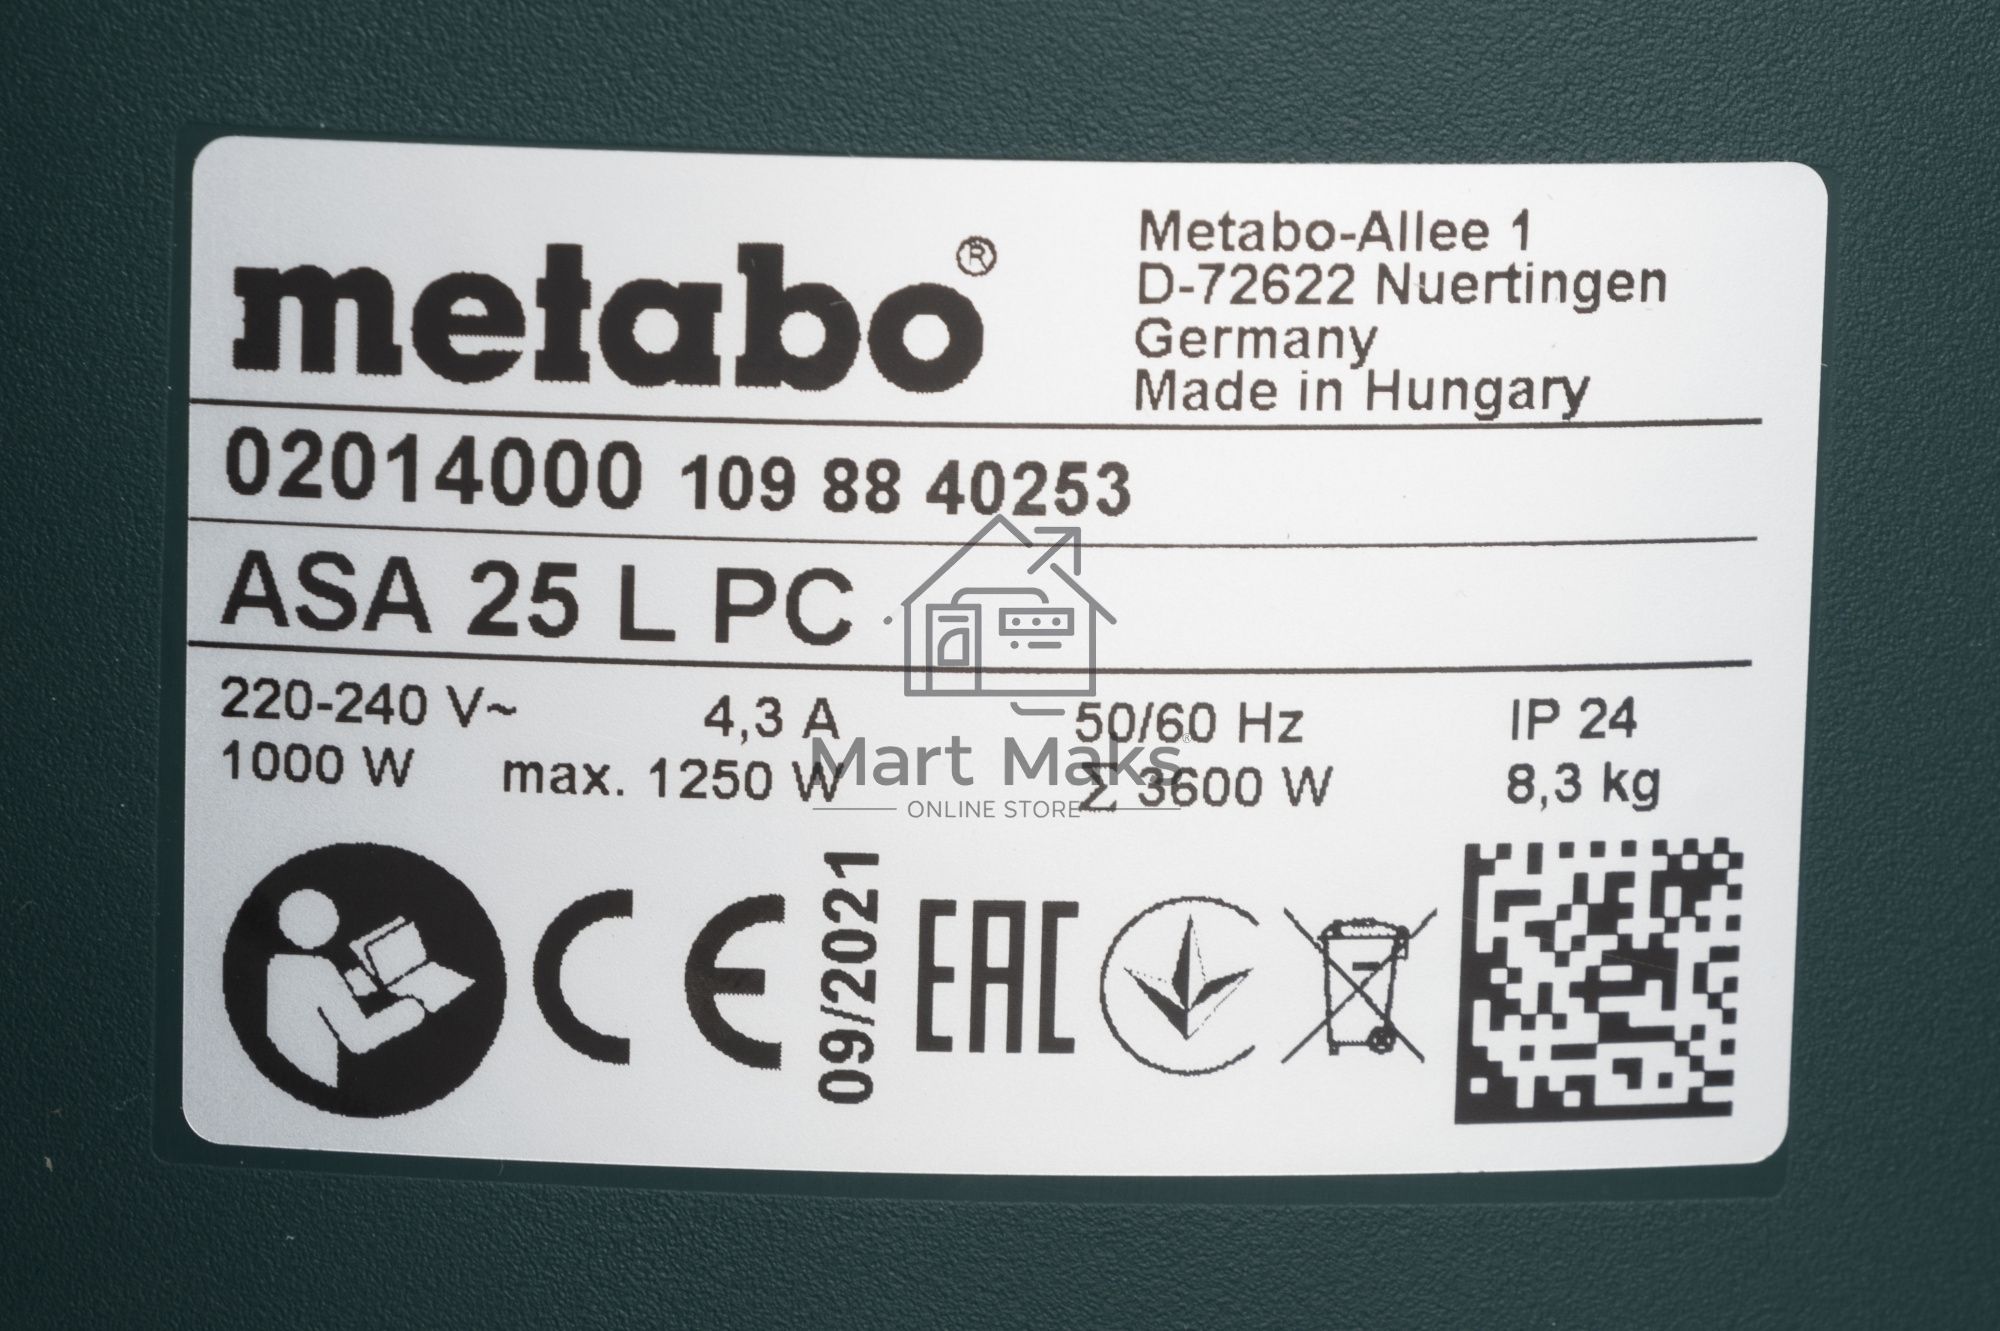 metabo®
Metabo-Allee 1
D-72622 Nuertingen
Germany
Made in Hungary
02014000 109 88 40253
ASA 25 L PC
220-240 V~ 4,3 A 50/60 Hz IP 24
1000 W max. 1250 W Σ 3600 W 8,3 kg
Mart Maks®
ONLINE STORE
CE
09/2021
EAC